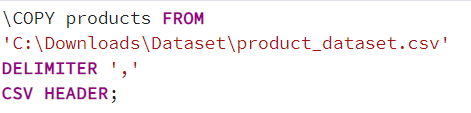 \COPY products FROM
'C:\Downloads\Dataset\product_dataset.csv'
DELIMITER ','
CSV HEADER;